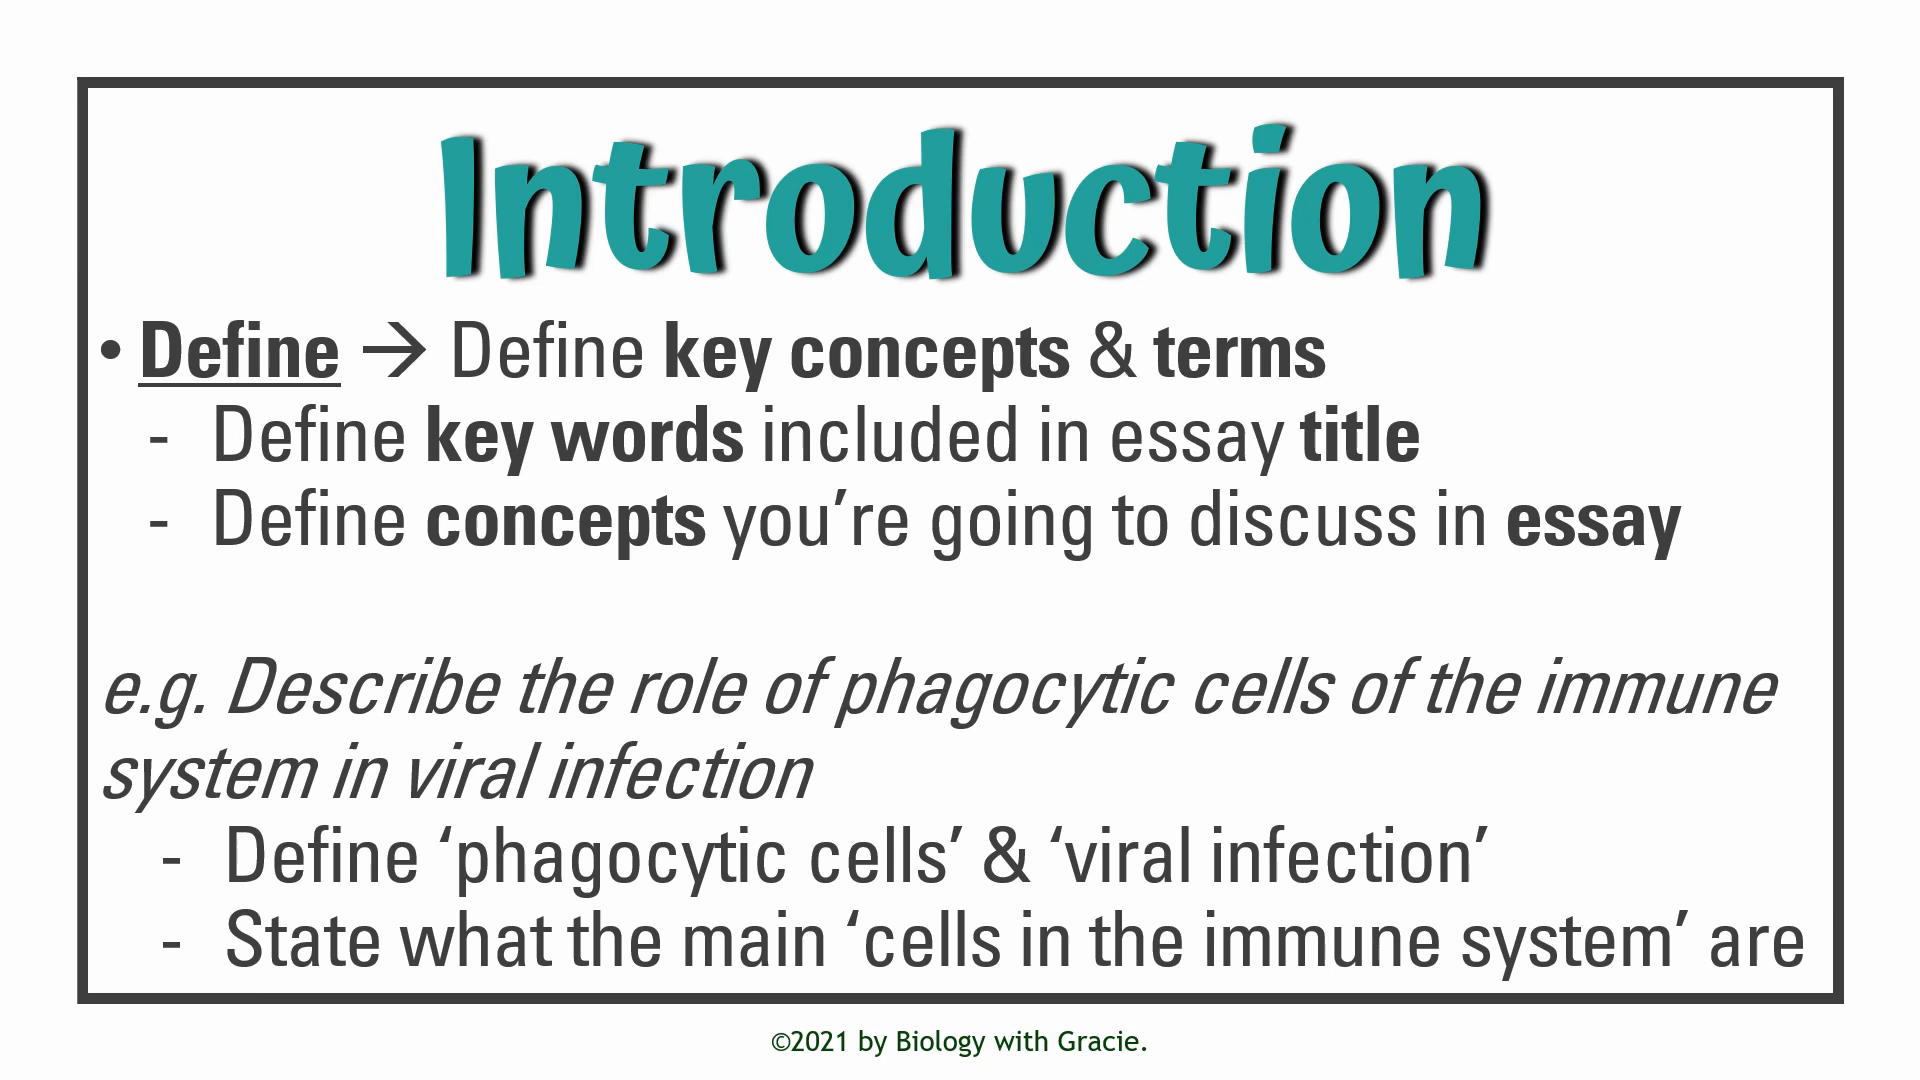 Introduction
• Define → Define key concepts & terms
- Define key words included in essay title
- Define concepts you’re going to discuss in essay
e.g. Describe the role of phagocytic cells of the immune
system in viral infection
- Define ‘phagocytic cells’ & ‘viral infection’
- State what the main ‘cells in the immune system’ are
©2021 by Biology with Gracie.